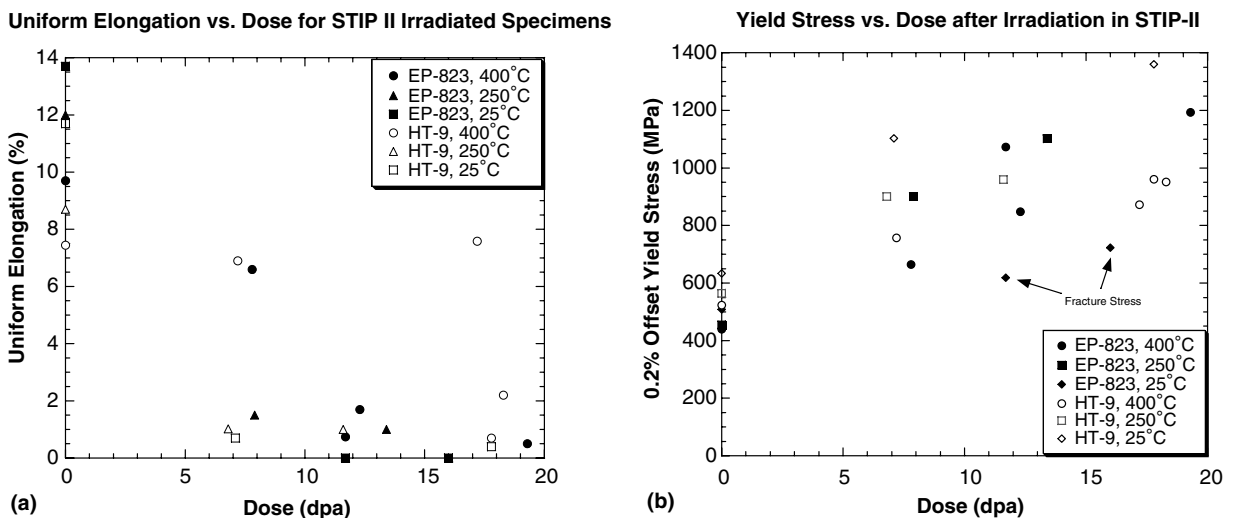 Uniform Elongation vs. Dose for STIP II Irradiated Specimens
14
12
10
8
6
4
2
0
Uniform Elongation (%)
EP-823, 400°C
EP-823, 250°C
EP-823, 25°C
HT-9, 400°C
HT-9, 250°C
HT-9, 25°C
0 5 10 15 20
Dose (dpa)
(a)
Yield Stress vs. Dose after Irradiation in STIP-II
1400
1200
1000
800
600
400
200
0
0.2% Offset Yield Stress (MPa)
Fracture Stress
EP-823, 400°C
EP-823, 250°C
EP-823, 25°C
HT-9, 400°C
HT-9, 250°C
HT-9, 25°C
0 5 10 15 20
Dose (dpa)
(b)